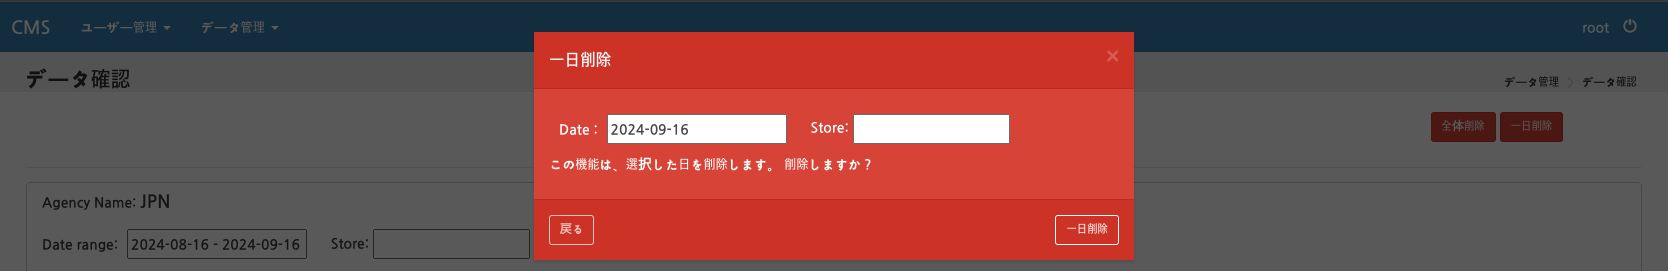 CMS ユーザー管理 データ管理 root
データ確認
データ管理 > データ確認
全体削除 一日削除
一日削除 ×
Date : 2024-09-16 Store:
この機能は、選択した日を削除します。 削除しますか？
戻る 一日削除
Agency Name: JPN
Date range: 2024-08-16 - 2024-09-16 Store: